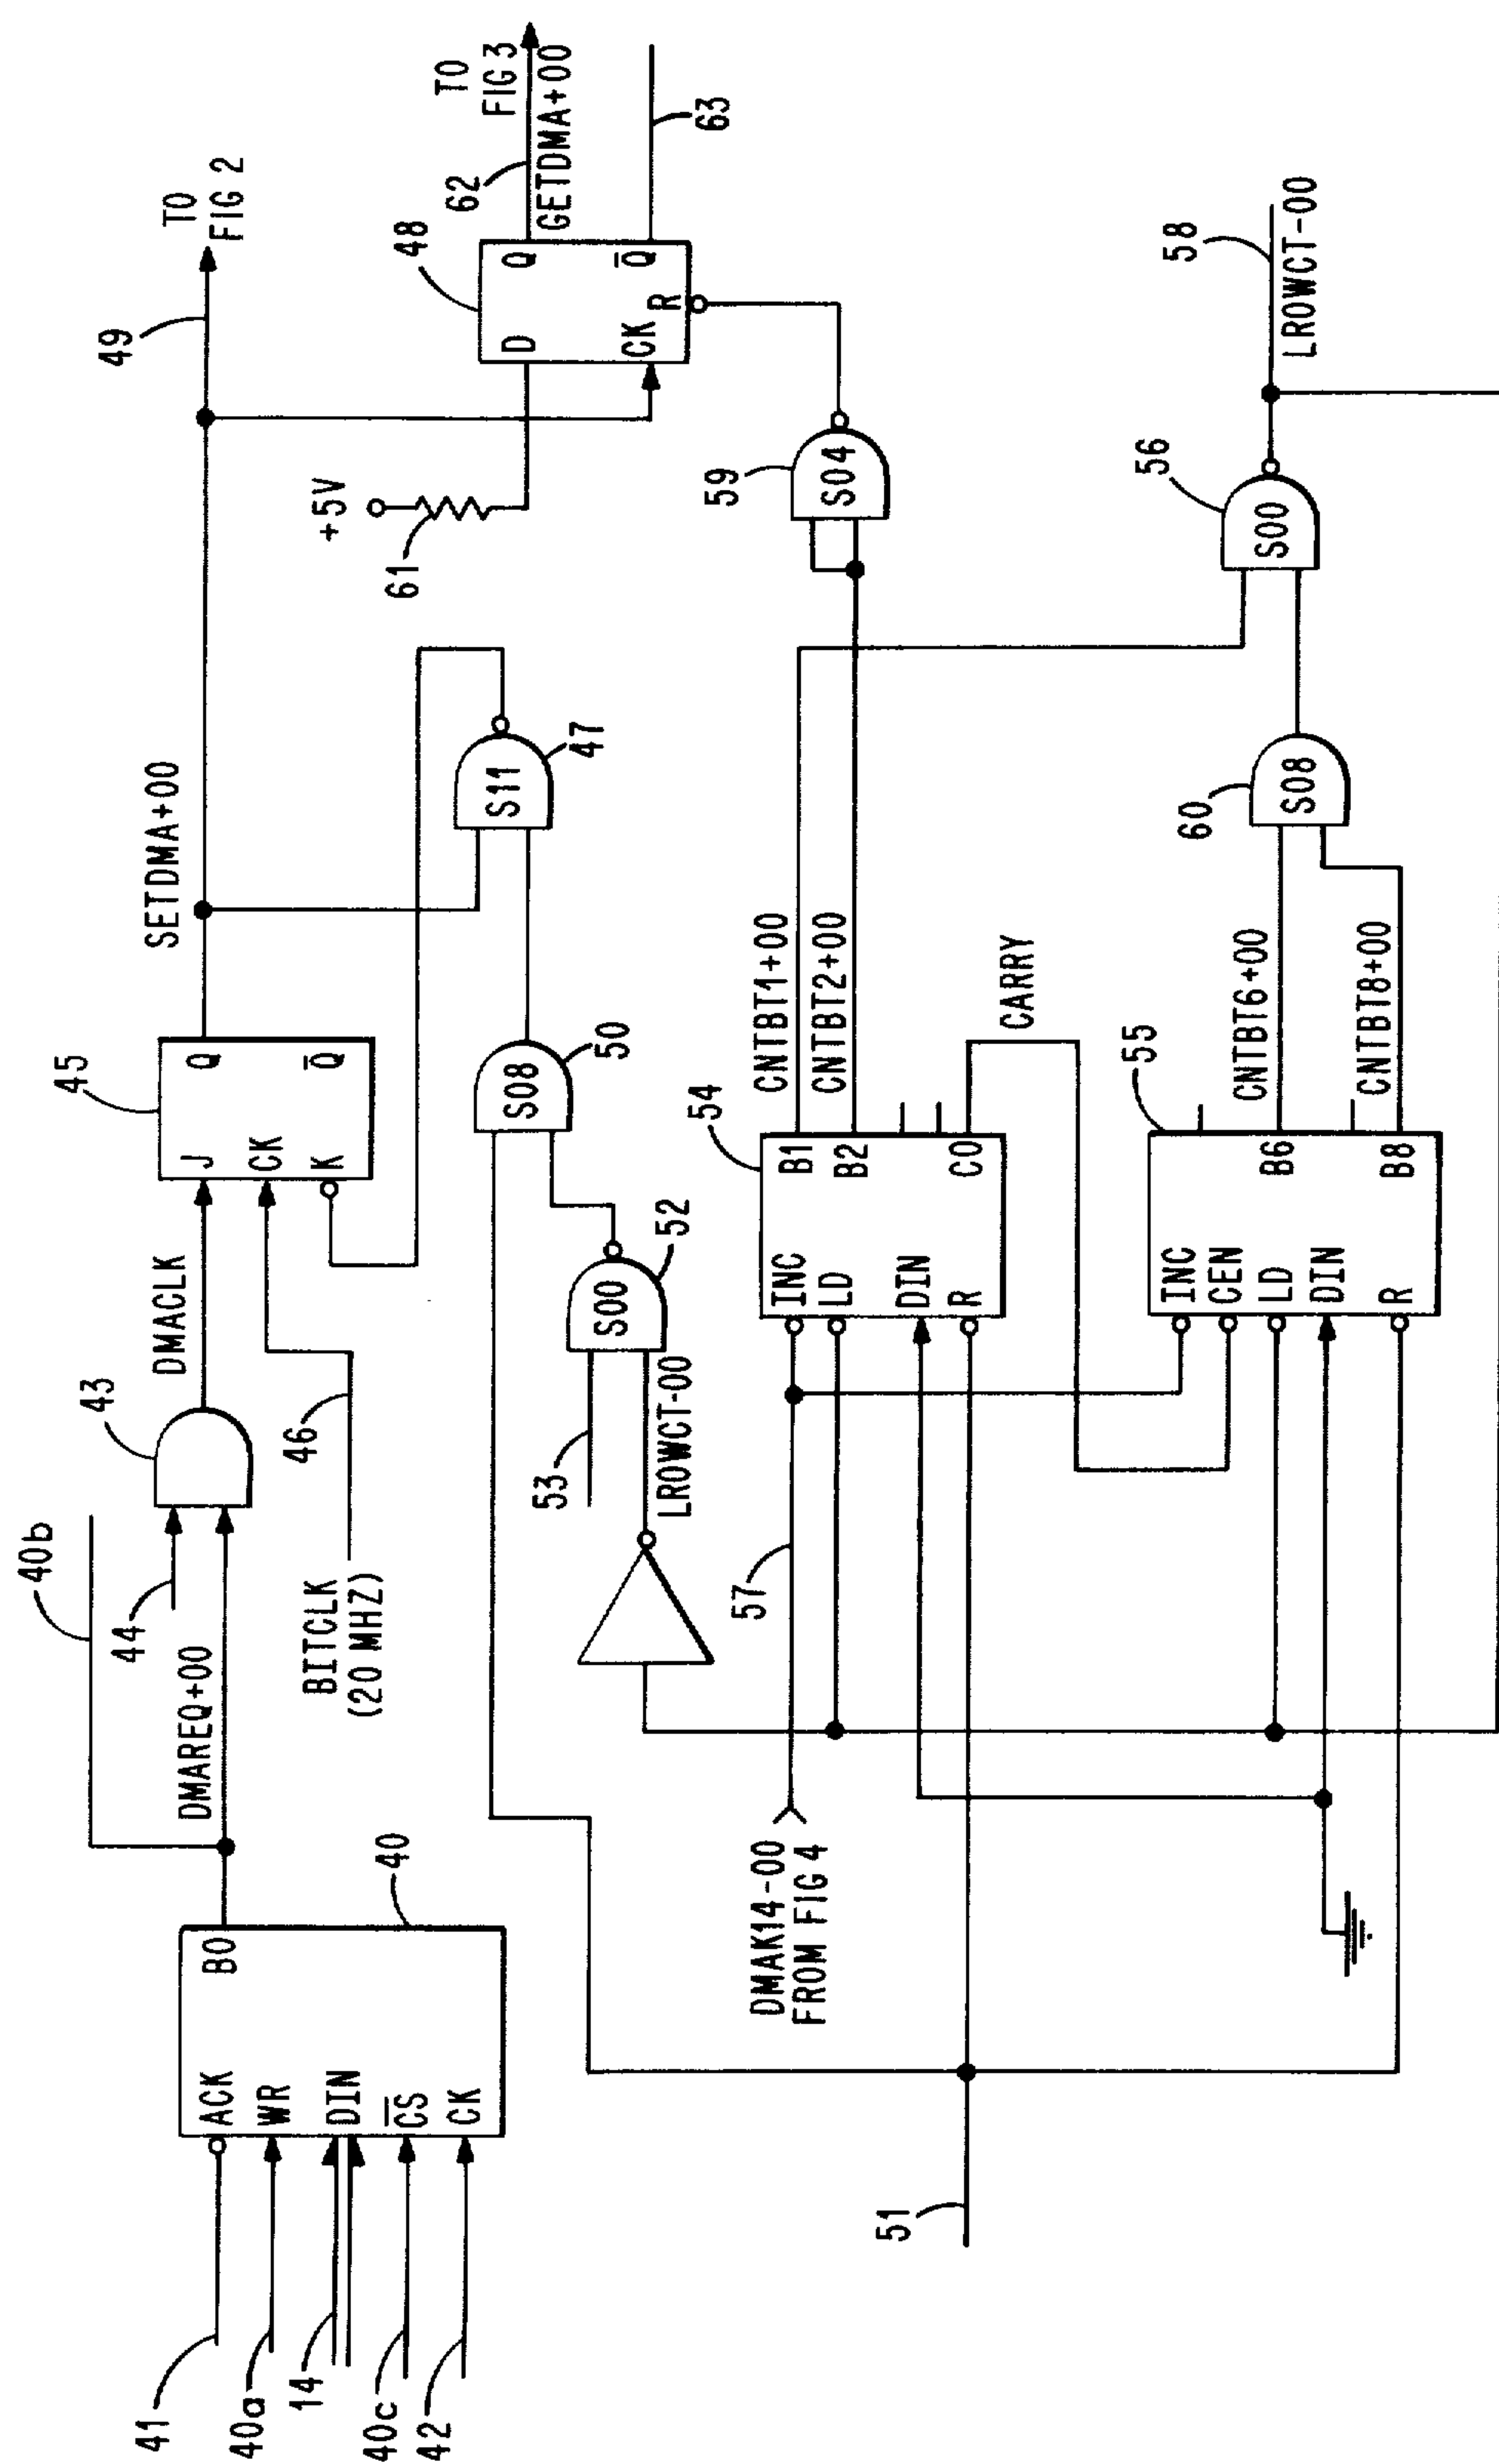 41
40a
14
40c
42
ACK
WR
DIN
CS
CK
B0
40
40b
DMAREQ+00
44
43
DMACLK
BITCLK
(20 MHZ)
46
45
J
CK
K
Q
Q
SETDMA+00
49
TO
FIG 2
S11
47
S08
50
S00
52
53
LROWCT-00
+5V
61
48
D
CK
R
Q
Q
62
GETDMA+00
TO
FIG 3
63
51
DMAK14-00
FROM FIG 4
57
54
INC
LD
DIN
R
B1
B2
CO
CNTBT1+00
CNTBT2+00
CARRY
59
S04
55
INC
CEN
LD
DIN
R
B6
B8
CNTBT6+00
CNTBT8+00
60
S08
56
S00
58
LROWCT-00